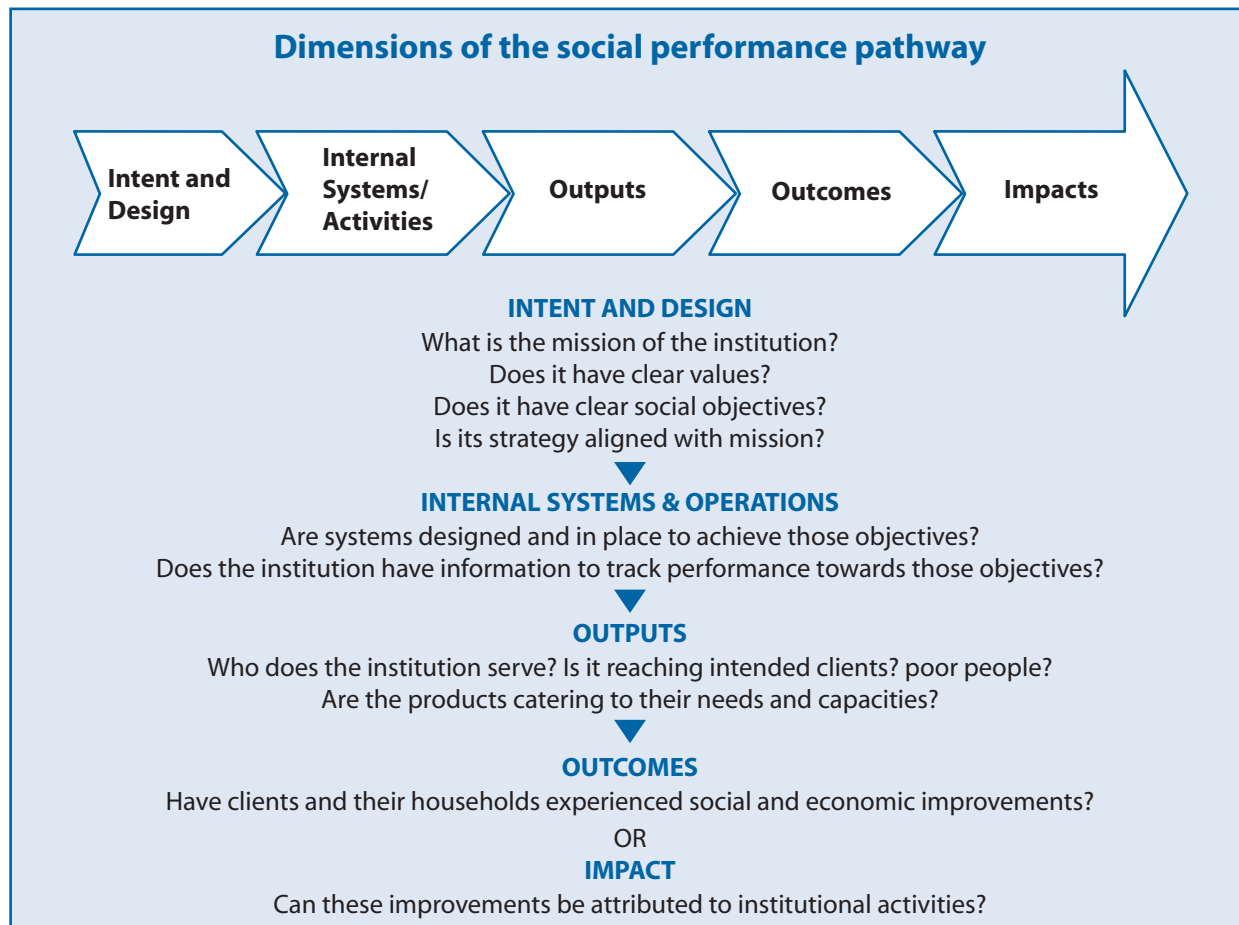 Dimensions of the social performance pathway
Intent and
Design
Internal
Systems/
Activities
Outputs
Outcomes
Impacts
INTENT AND DESIGN
What is the mission of the institution?
Does it have clear values?
Does it have clear social objectives?
Is its strategy aligned with mission?
INTERNAL SYSTEMS & OPERATIONS
Are systems designed and in place to achieve those objectives?
Does the institution have information to track performance towards those objectives?
OUTPUTS
Who does the institution serve? Is it reaching intended clients? poor people?
Are the products catering to their needs and capacities?
OUTCOMES
Have clients and their households experienced social and economic improvements?
OR
IMPACT
Can these improvements be attributed to institutional activities?